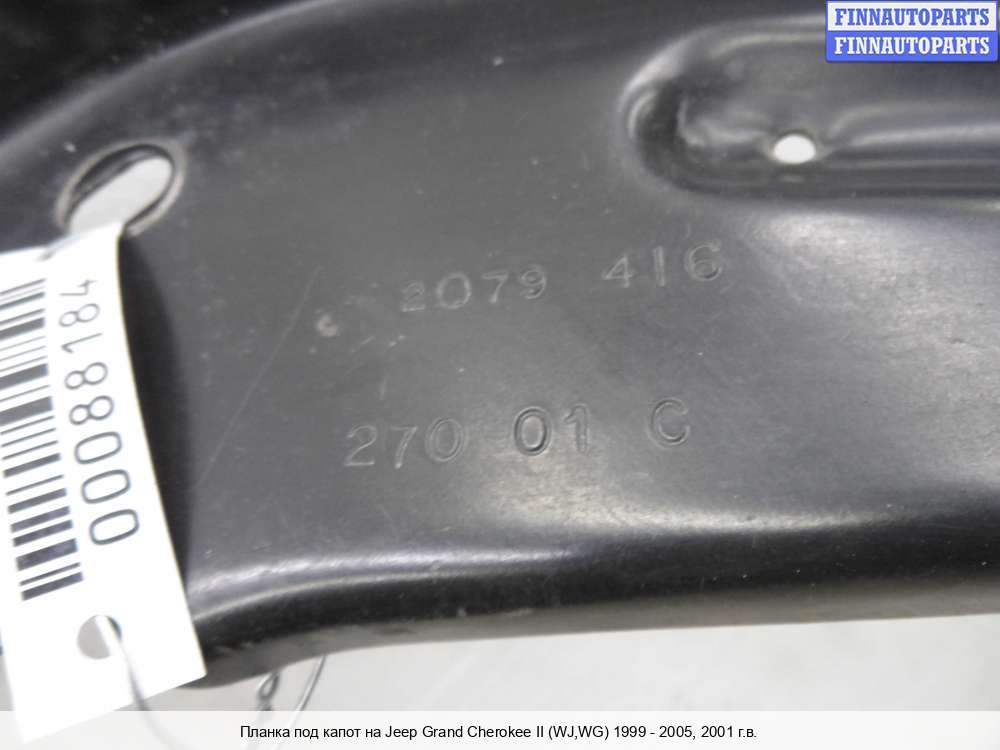 FINNAUTOPARTS
FINNAUTOPARTS
2079 416
270 01 C
00088184
Планка под капот на Jeep Grand Cherokee II (WJ,WG) 1999 - 2005, 2001 г.в.